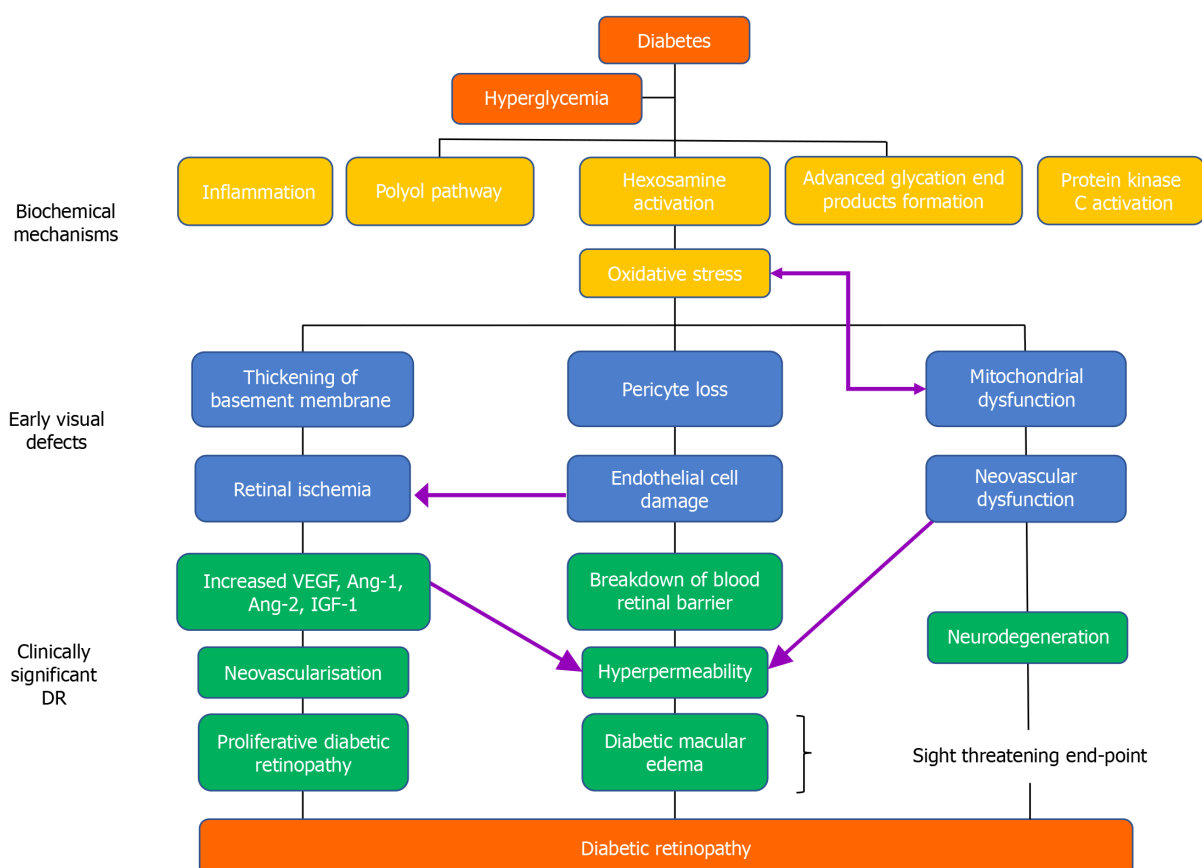 Diabetes
Hyperglycemia
Biochemical
mechanisms
Inflammation
Polyol pathway
Hexosamine
activation
Advanced glycation end
products formation
Protein kinase
C activation
Oxidative stress
Early visual
defects
Thickening of
basement membrane
Pericyte loss
Mitochondrial
dysfunction
Retinal ischemia
Endothelial cell
damage
Neovascular
dysfunction
Clinically
significant
DR
Increased VEGF, Ang-1,
Ang-2, IGF-1
Breakdown of blood
retinal barrier
Neurodegeneration
Neovascularisation
Hyperpermeability
Proliferative diabetic
retinopathy
Diabetic macular
edema
Sight threatening end-point
Diabetic retinopathy